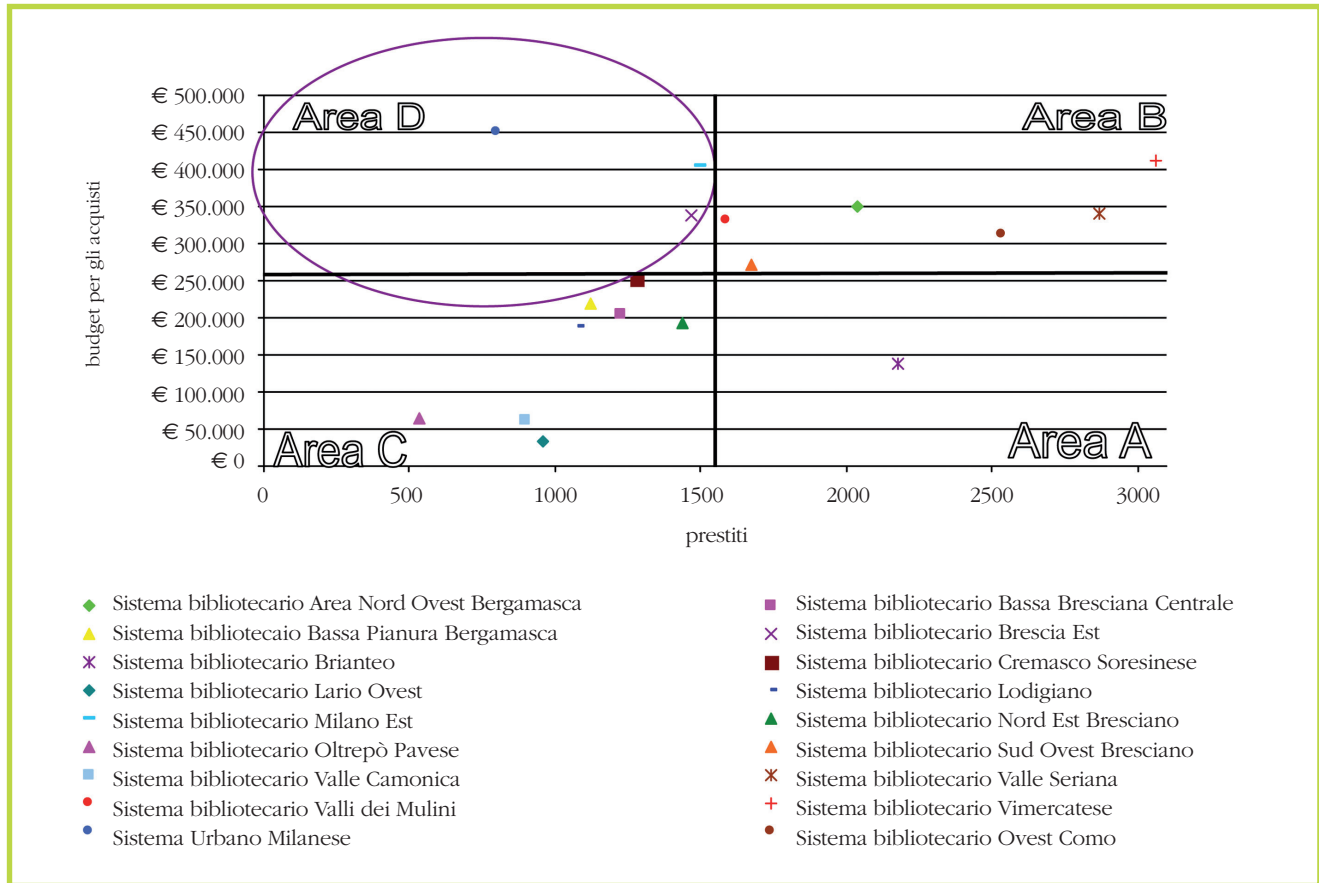 € 500.000
Area D
Area B
€ 450.000
€ 400.000
€ 350.000
€ 300.000
€ 250.000
€ 200.000
€ 150.000
€ 100.000
€ 50.000
€ 0
budget per gli acquisti
Area C
Area A
0 500 1000 1500 2000 2500 3000
prestiti
Sistema bibliotecario Area Nord Ovest Bergamasca
Sistema bibliotecaio Bassa Pianura Bergamasca
Sistema bibliotecario Brianteo
Sistema bibliotecario Lario Ovest
Sistema bibliotecario Milano Est
Sistema bibliotecario Oltrepò Pavese
Sistema bibliotecario Valle Camonica
Sistema bibliotecario Valli dei Mulini
Sistema Urbano Milanese
Sistema bibliotecario Bassa Bresciana Centrale
Sistema bibliotecario Brescia Est
Sistema bibliotecario Cremasco Soresinese
Sistema bibliotecario Lodigiano
Sistema bibliotecario Nord Est Bresciano
Sistema bibliotecario Sud Ovest Bresciano
Sistema bibliotecario Valle Seriana
Sistema bibliotecario Vimercatese
Sistema bibliotecario Ovest Como